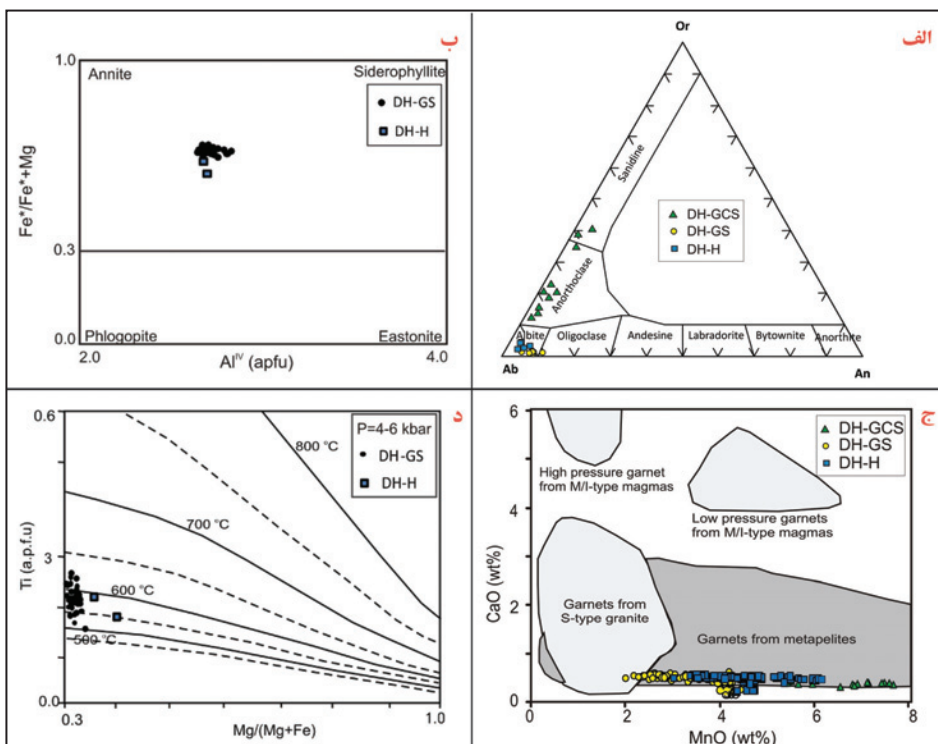 ب
1.0
Annite
Siderophyllite
DH-GS
DH-H
Fe*/Fe*+Mg
0.3
0.0
Phlogopite
Eastonite
2.0
Al^IV (apfu)
4.0
الف
Or
Sanidine
DH-GCS
DH-GS
DH-H
Anorthoclase
Albite
Oligoclase
Andesine
Labradorite
Bytownite
Anorthite
Ab
An
د
0.6
P=4-6 kbar
DH-GS
DH-H
800 °C
700 °C
600 °C
500 °C
Ti (a.p.f.u)
3
0.0
0.3
Mg/(Mg+Fe)
1.0
ج
6
DH-GCS
DH-GS
DH-H
High pressure garnet
from M/I-type magmas
Low pressure garnets
from M/I-type magmas
4
CaO (wt%)
Garnets from
S-type granite
2
Garnets from metapelites
0
0
2
4
6
8
MnO (wt%)